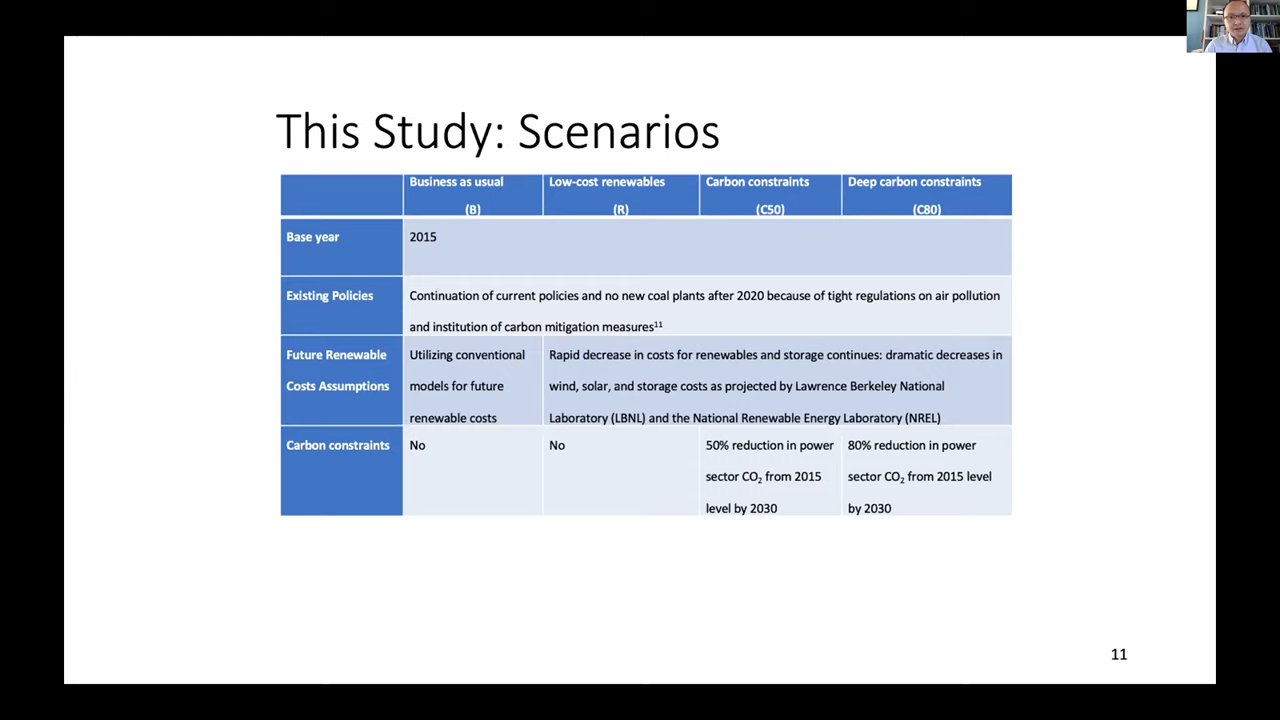 This Study: Scenarios
Business as usual
(B)
Low-cost renewables
(R)
Carbon constraints
(C50)
Deep carbon constraints
(C80)
Base year
2015
Existing Policies
Continuation of current policies and no new coal plants after 2020 because of tight regulations on air pollution
and institution of carbon mitigation measures¹¹
Future Renewable
Costs Assumptions
Utilizing conventional
models for future
renewable costs
Rapid decrease in costs for renewables and storage continues: dramatic decreases in
wind, solar, and storage costs as projected by Lawrence Berkeley National
Laboratory (LBNL) and the National Renewable Energy Laboratory (NREL)
Carbon constraints
No
No
50% reduction in power
sector CO₂ from 2015
level by 2030
80% reduction in power
sector CO₂ from 2015 level
by 2030
11